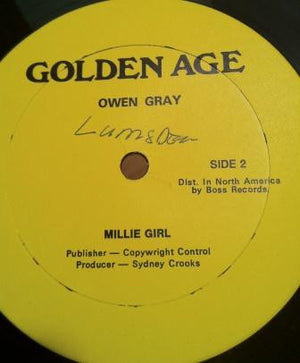 GOLDEN AGE
OWEN GRAY
Lumsden
SIDE 2
Dist. In North America
by Boss Records
MILLIE GIRL
Publisher — Copywright Control
Producer — Sydney Crooks